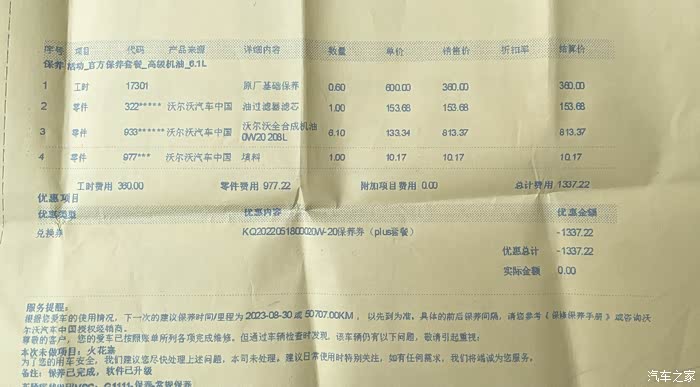 序号 项目 代码 产品来源 详细内容 数量 单价 销售价 折扣率 结算价
保养 活动_官方保养套餐_高级机油_6.1L
1 工时 17301 原厂基础保养 0.60 600.00 360.00 360.00
2 零件 322***** 沃尔沃汽车中国 油过滤器滤芯 1.00 153.68 153.68 153.68
3 零件 933****** 沃尔沃汽车中国 沃尔沃全合成机油 6.10 133.34 813.37 813.37
0W20 208L
4 零件 977*** 沃尔沃汽车中国 填料 1.00 10.17 10.17 10.17
工时费用 360.00 零件费用 977.22 附加项目费用 0.00 总计费用 1337.22
优惠项目
优惠类型 优惠内容 优惠金额
兑换券 KQ2022051800020W-20保养券（plus套餐） -1337.22
优惠总计 -1337.22
实际金额 0.00
服务提醒：
根据您爱车的使用情况，下一次的建议保养时间/里程为 2023-08-30 或 50707.00KM ，以先到为准。具体的前后保养间隔，请您参考《保修保养手册》或咨询沃
尔沃汽车中国授权经销商。
尊敬的客户，您的爱车已按照账单所列各项完成维修。但通过车辆检查时发现，该车辆仍有以下问题，敬请引起重视：
本次未做项目：火花塞
为了您的用车安全，我们建议您尽快处理上述问题，本司未处理，建议日常使用时特别关注，如有任何需求，我们将竭诚为您服务。
备注：保养已完成，软件已升级
汽车之家